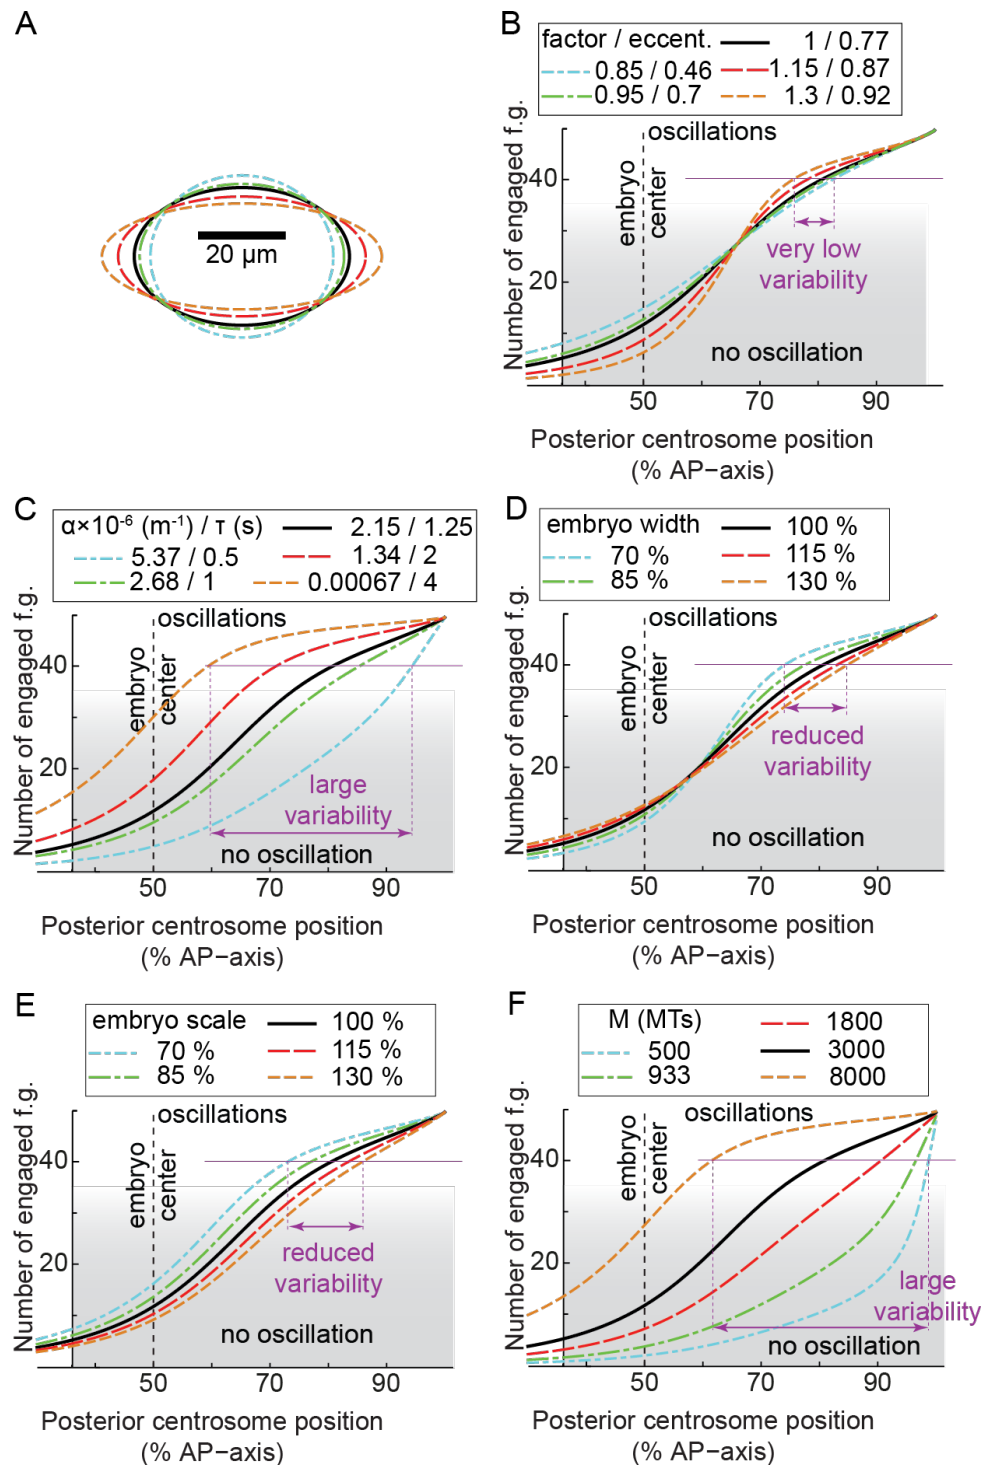 A
20 µm
B
factor / eccent.
1 / 0.77
0.85 / 0.46
1.15 / 0.87
0.95 / 0.7
1.3 / 0.92
Number of engaged f.g.
40
20
oscillations
embryo
center
very low
variability
no oscillation
50
70
90
Posterior centrosome position
(% AP−axis)
C
α×10⁻⁶ (m⁻¹) / τ (s)
2.15 / 1.25
5.37 / 0.5
1.34 / 2
2.68 / 1
0.00067 / 4
Number of engaged f.g.
40
20
oscillations
embryo
center
large
variability
no oscillation
50
70
90
Posterior centrosome position
(% AP−axis)
D
embryo width
100 %
70 %
115 %
85 %
130 %
Number of engaged f.g.
40
20
oscillations
embryo
center
reduced
variability
no oscillation
50
70
90
Posterior centrosome position
(% AP−axis)
E
embryo scale
100 %
70 %
115 %
85 %
130 %
Number of engaged f.g.
40
20
oscillations
embryo
center
reduced
variability
no oscillation
50
70
90
Posterior centrosome position
(% AP−axis)
F
M (MTs)
1800
500
3000
933
8000
Number of engaged f.g.
40
20
oscillations
embryo
center
large
variability
no oscillation
50
70
90
Posterior centrosome position
(% AP−axis)